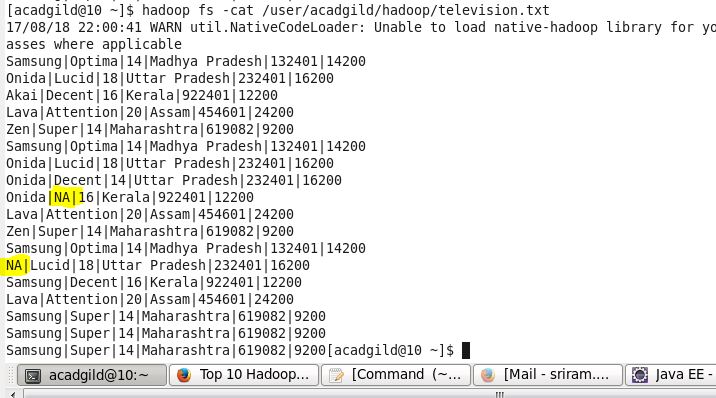 [acadgild@10 ~]$ hadoop fs -cat /user/acadgild/hadoop/television.txt
17/08/18 22:00:41 WARN util.NativeCodeLoader: Unable to load native-hadoop library for yo
asses where applicable
Samsung|Optima|14|Madhya Pradesh|132401|14200
Onida|Lucid|18|Uttar Pradesh|232401|16200
Akai|Decent|16|Kerala|922401|12200
Lava|Attention|20|Assam|454601|24200
Zen|Super|14|Maharashtra|619082|9200
Samsung|Optima|14|Madhya Pradesh|132401|14200
Onida|Lucid|18|Uttar Pradesh|232401|16200
Onida|Decent|14|Uttar Pradesh|232401|16200
Onida|NA|16|Kerala|922401|12200
Lava|Attention|20|Assam|454601|24200
Zen|Super|14|Maharashtra|619082|9200
Samsung|Optima|14|Madhya Pradesh|132401|14200
NA|Lucid|18|Uttar Pradesh|232401|16200
Samsung|Decent|16|Kerala|922401|12200
Lava|Attention|20|Assam|454601|24200
Samsung|Super|14|Maharashtra|619082|9200
Samsung|Super|14|Maharashtra|619082|9200
Samsung|Super|14|Maharashtra|619082|9200[acadgild@10 ~]$
acadgild@10:~ Top 10 Hadoop... [Command (~... [Mail - sriram.... Java EE -